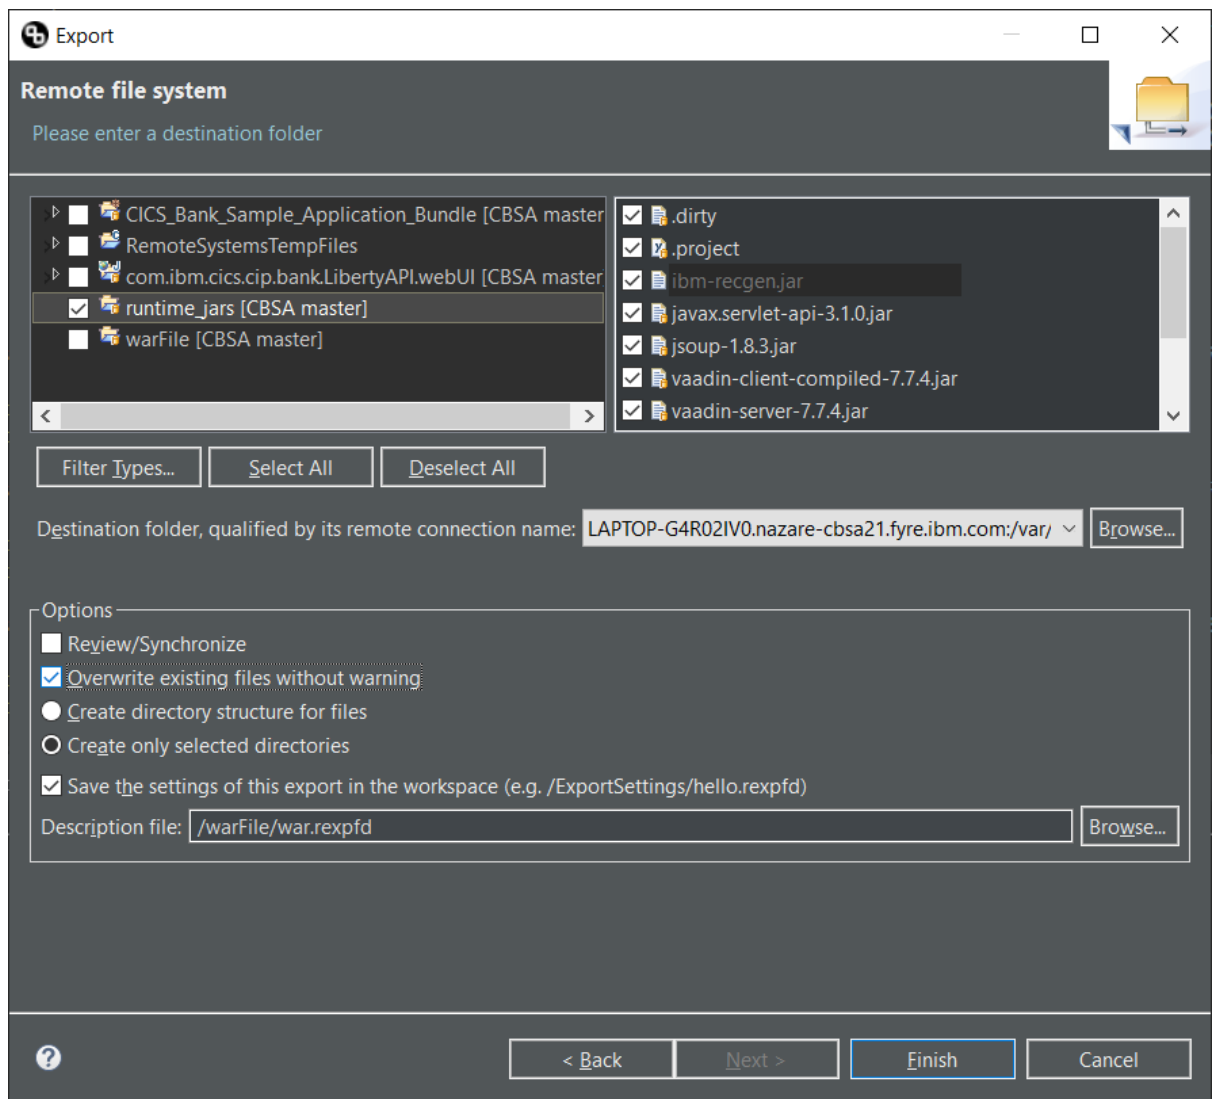 Export
Remote file system
Please enter a destination folder
CICS_Bank_Sample_Application_Bundle [CBSA master
RemoteSystemsTempFiles
com.ibm.cics.cip.bank.LibertyAPI.webUI [CBSA master
runtime_jars [CBSA master]
warFile [CBSA master]
.dirty
.project
ibm-recgen.jar
javax.servlet-api-3.1.0.jar
jsoup-1.8.3.jar
vaadin-client-compiled-7.7.4.jar
vaadin-server-7.7.4.jar
Filter Types... Select All Deselect All
Destination folder, qualified by its remote connection name: LAPTOP-G4R02IV0.nazare-cbsa21.fyre.ibm.com:/var/ Browse...
Options
Review/Synchronize
Overwrite existing files without warning
Create directory structure for files
Create only selected directories
Save the settings of this export in the workspace (e.g. /ExportSettings/hello.rexpfd)
Description file: /warFile/war.rexpfd Browse...
? < Back Next > Finish Cancel